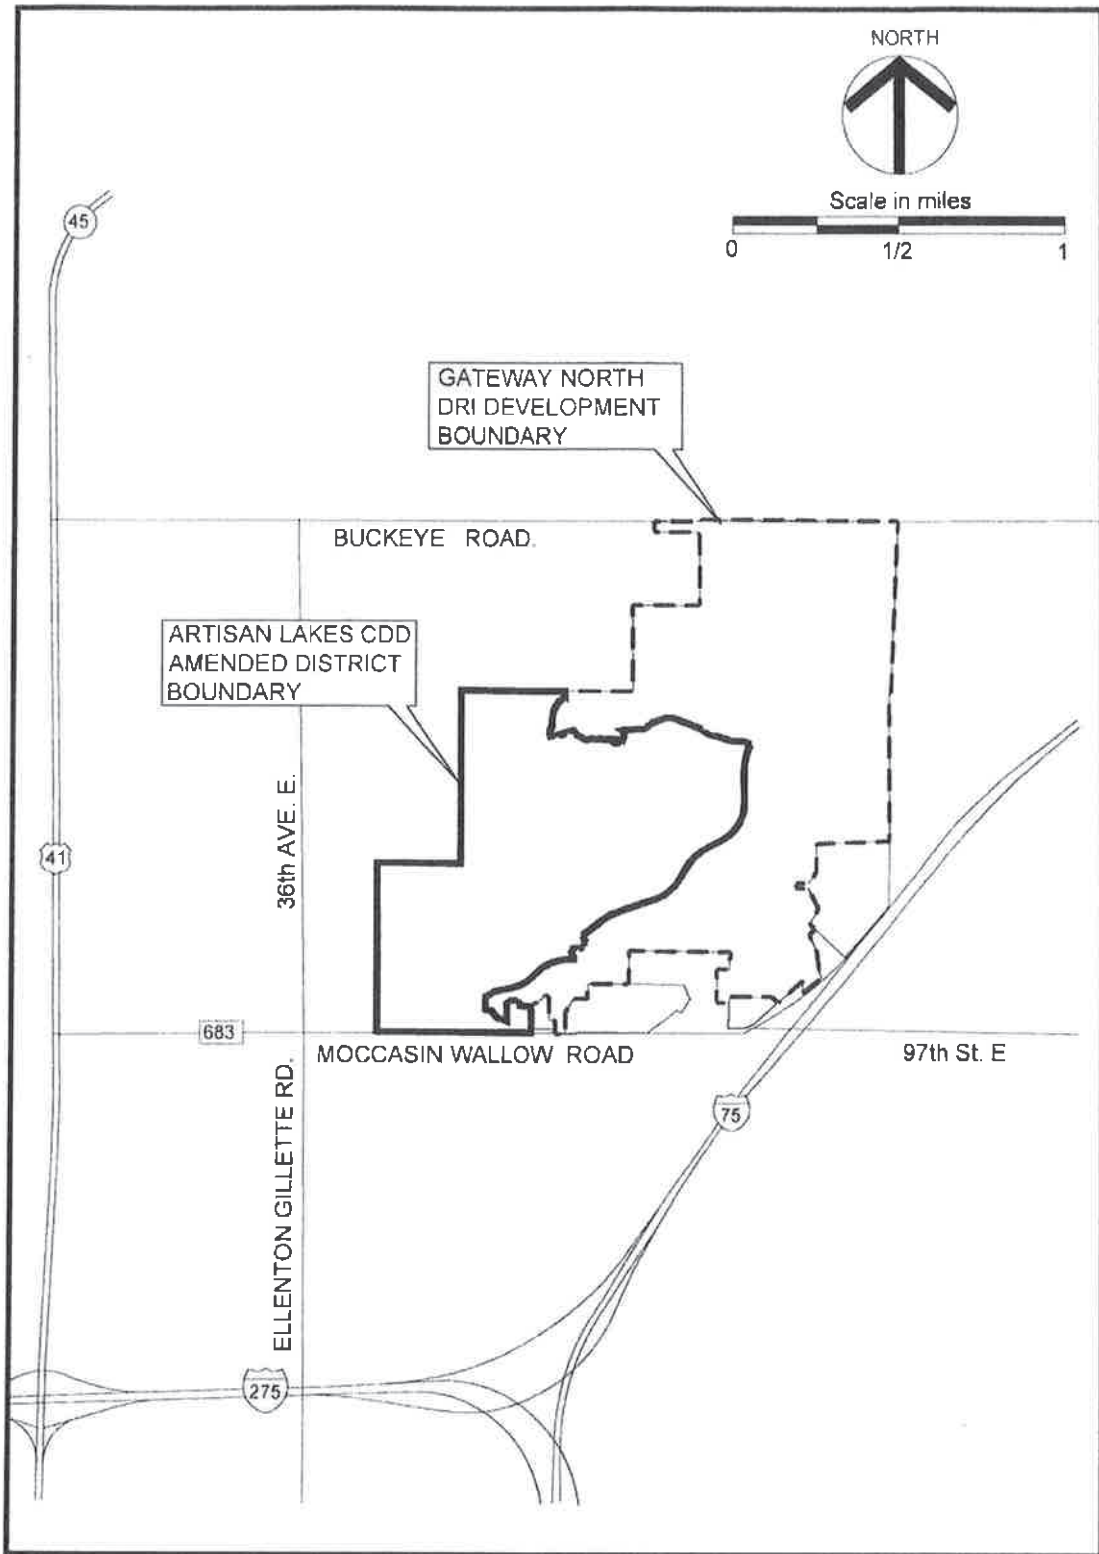 NORTH
Scale in miles
0 1/2 1
45
GATEWAY NORTH
DRI DEVELOPMENT
BOUNDARY
BUCKEYE ROAD.
ARTISAN LAKES CDD
AMENDED DISTRICT
BOUNDARY
36th AVE. E.
41
683
MOCCASIN WALLOW ROAD
97th St. E
ELLENTON GILLETTE RD.
75
275